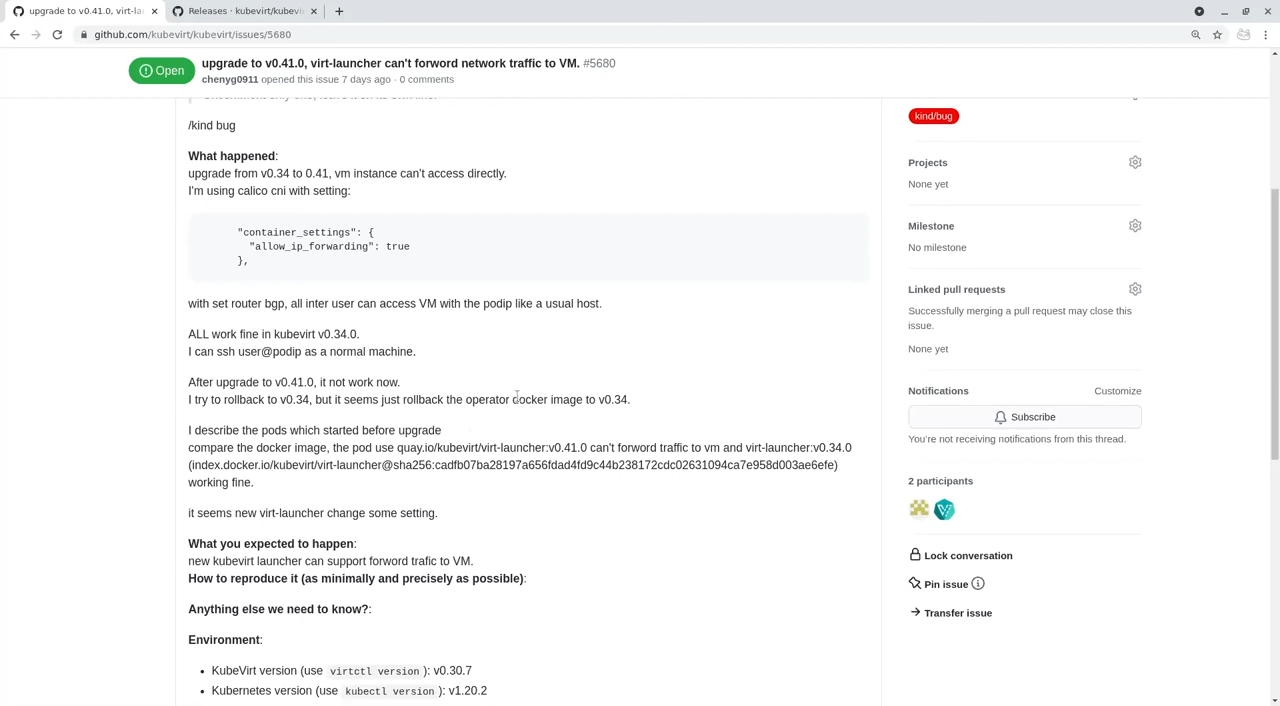 upgrade to v0.41.0, virt-la
Releases · kubevirt/kubevi
github.com/kubevirt/kubevirt/issues/5680
Open
upgrade to v0.41.0, virt-launcher can't forword network traffic to VM. #5680
chenyg0911 opened this issue 7 days ago · 0 comments
/kind bug
What happened:
upgrade from v0.34 to 0.41, vm instance can't access directly.
I'm using calico cni with setting:
"container_settings": {
"allow_ip_forwarding": true
},
with set router bgp, all inter user can access VM with the podip like a usual host.
ALL work fine in kubevirt v0.34.0.
I can ssh user@podip as a normal machine.
After upgrade to v0.41.0, it not work now.
I try to rollback to v0.34, but it seems just rollback the operator docker image to v0.34.
I describe the pods which started before upgrade
compare the docker image, the pod use quay.io/kubevirt/virt-launcher:v0.41.0 can't forword traffic to vm and virt-launcher:v0.34.0
(index.docker.io/kubevirt/virt-launcher@sha256:cadfb07ba28197a656fdad4fd9c44b238172cdc02631094ca7e958d003ae6efe)
working fine.
it seems new virt-launcher change some setting.
What you expected to happen:
new kubevirt launcher can support forword trafic to VM.
How to reproduce it (as minimally and precisely as possible):
Anything else we need to know?:
Environment:
• KubeVirt version (use virtctl version ): v0.30.7
• Kubernetes version (use kubectl version ): v1.20.2
kind/bug
Projects
None yet
Milestone
No milestone
Linked pull requests
Successfully merging a pull request may close this
issue.
None yet
Notifications
Customize
Subscribe
You're not receiving notifications from this thread.
2 participants
Lock conversation
Pin issue
Transfer issue